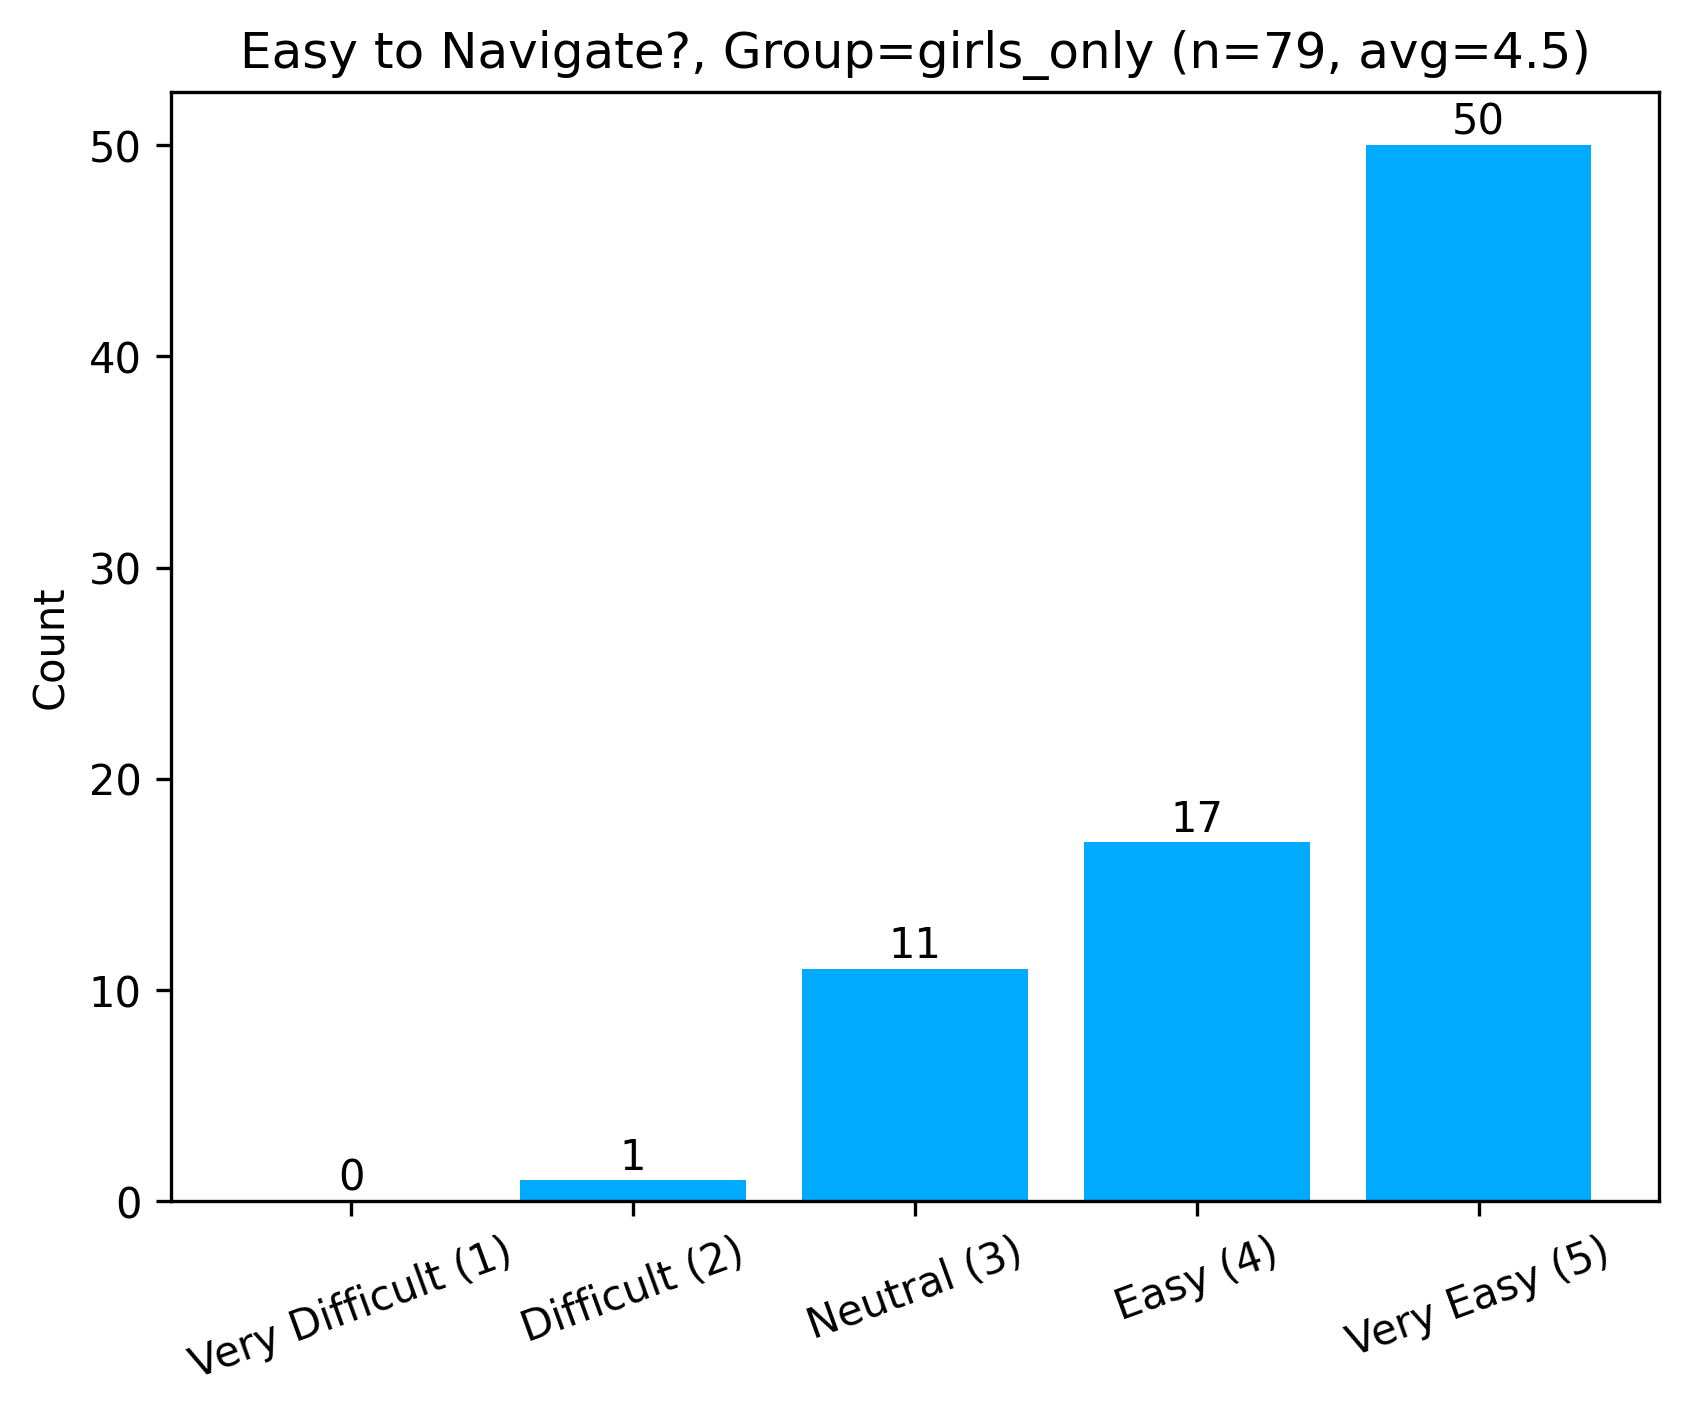 Easy to Navigate?, Group=girls_only (n=79, avg=4.5)
Count
50
40
30
20
10
0
0
1
11
17
50
Very Difficult (1)
Difficult (2)
Neutral (3)
Easy (4)
Very Easy (5)